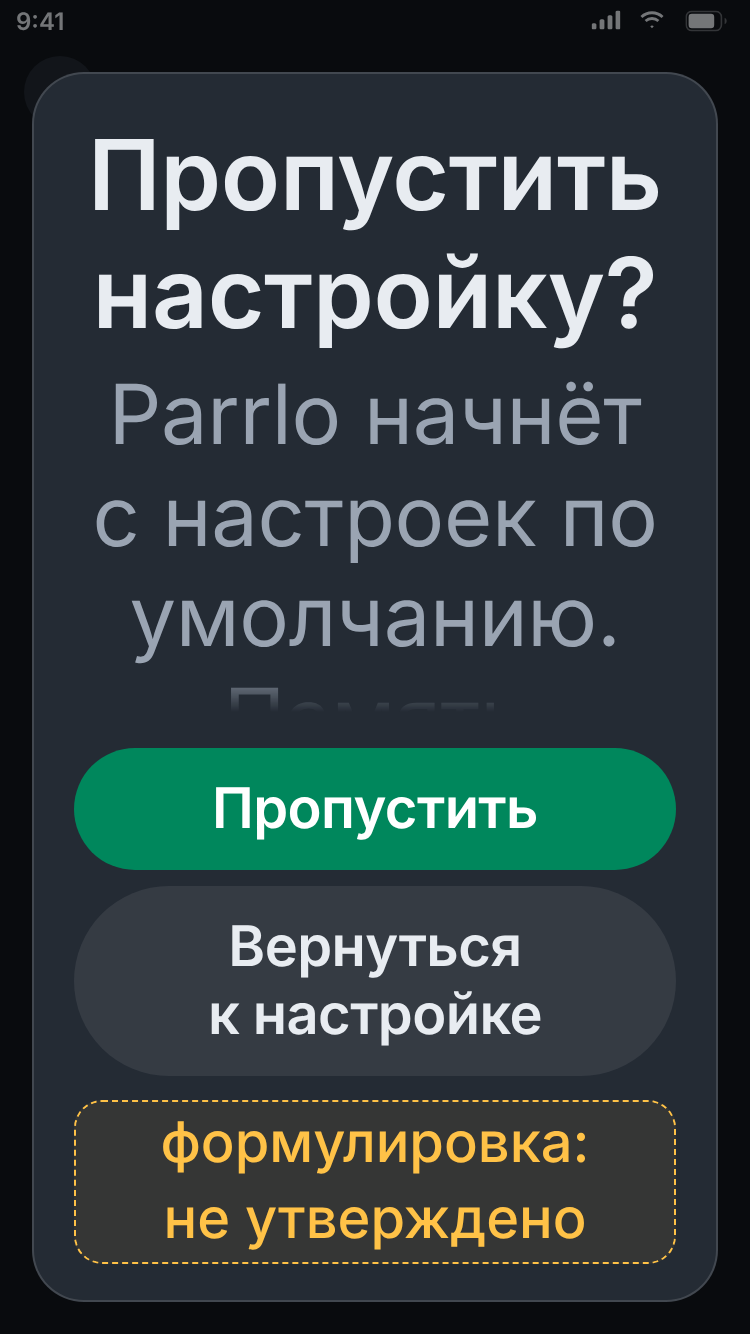 9:41
Пропустить
настройку?
Parrlo начнёт
с настроек по
умолчанию.
Пропустить
Вернуться
к настройке
формулировка:
не утверждено